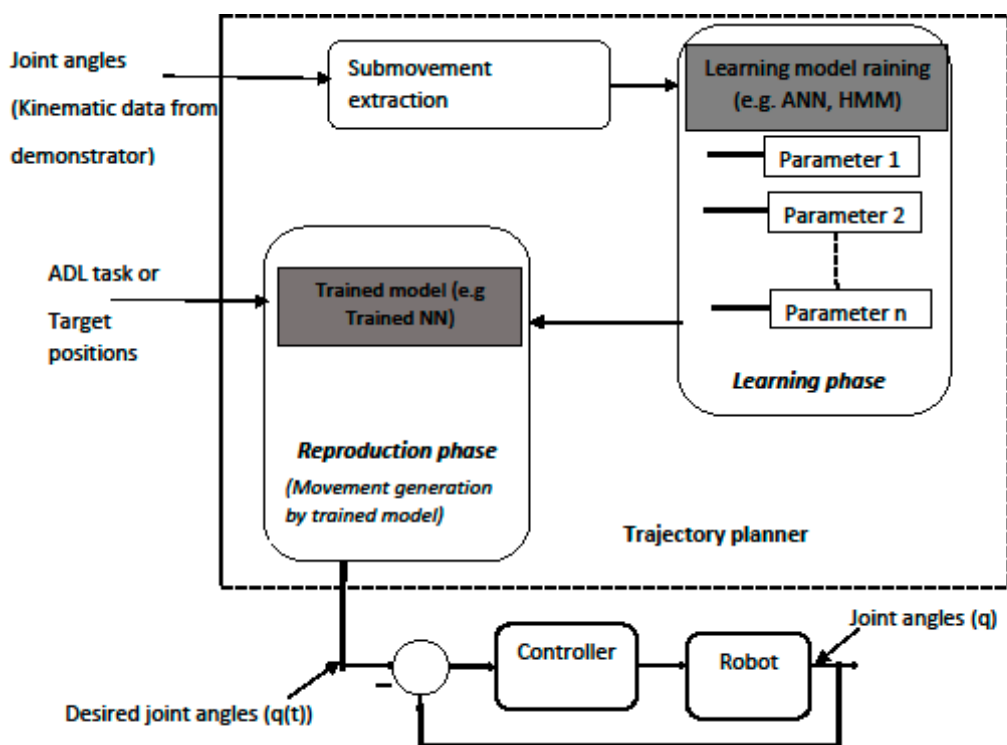 Joint angles
(Kinematic data from
demonstrator)
Submovement
extraction
Learning model raining
(e.g. ANN, HMM)
Parameter 1
Parameter 2
Parameter n
Learning phase
ADL task or
Target
positions
Trained model (e.g
Trained NN)
Reproduction phase
(Movement generation
by trained model)
Trajectory planner
Joint angles (q)
Controller
Robot
–
Desired joint angles (q(t))